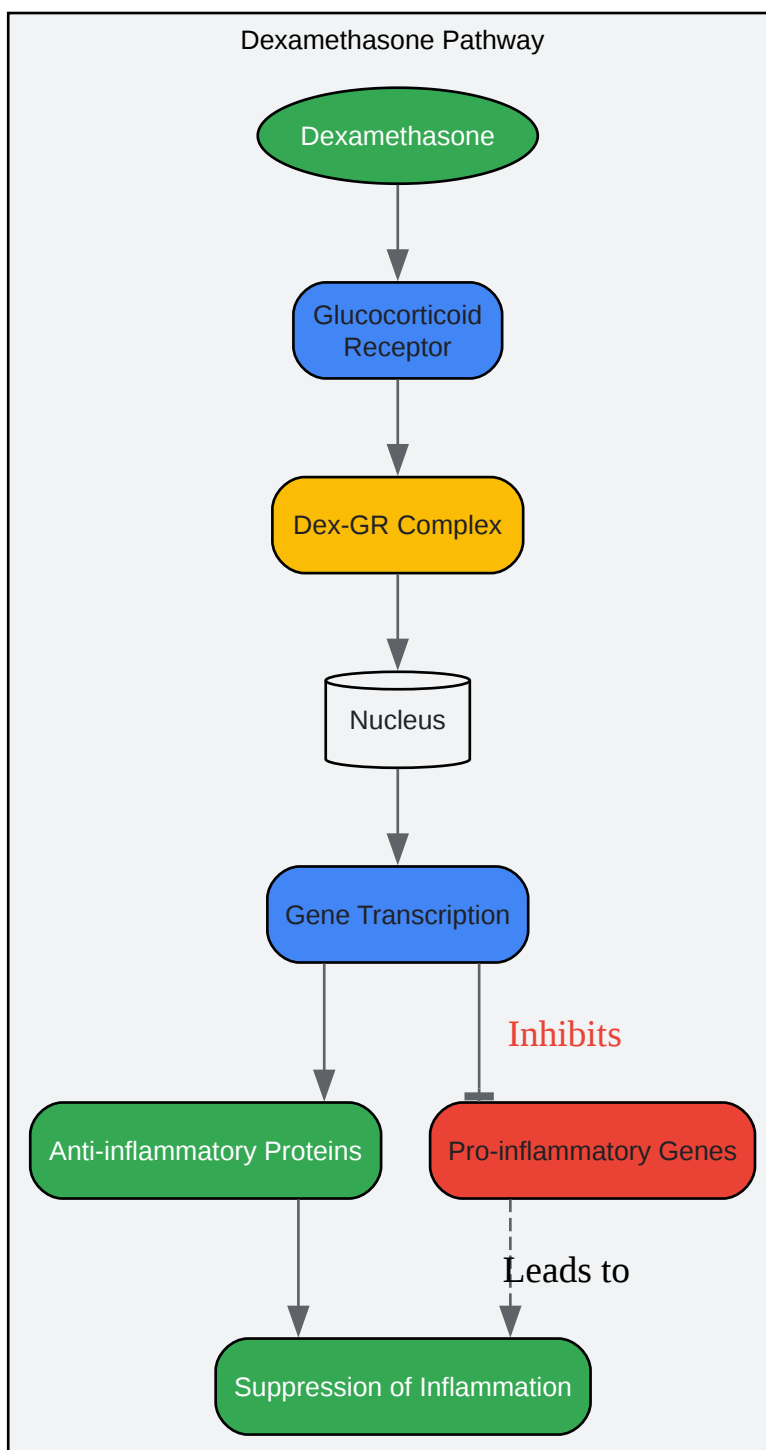 Dexamethasone Pathway
Dexamethasone
Glucocorticoid
Receptor
Dex-GR Complex
Nucleus
Gene Transcription
Inhibits
Anti-inflammatory Proteins
Pro-inflammatory Genes
Leads to
Suppression of Inflammation